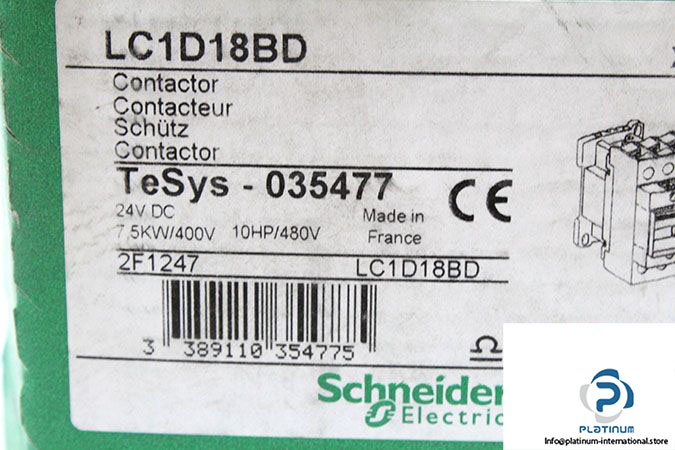 LC1D18BD
Contactor
Contacteur
Schütz
Contactor
TeSys - 035477
24V DC
7,5KW/400V 10HP/480V
Made in
France
CE
2F1247 LC1D18BD
3 389110 354775
Schneider
Electric
PLATINUM
Info@platinum-international.store